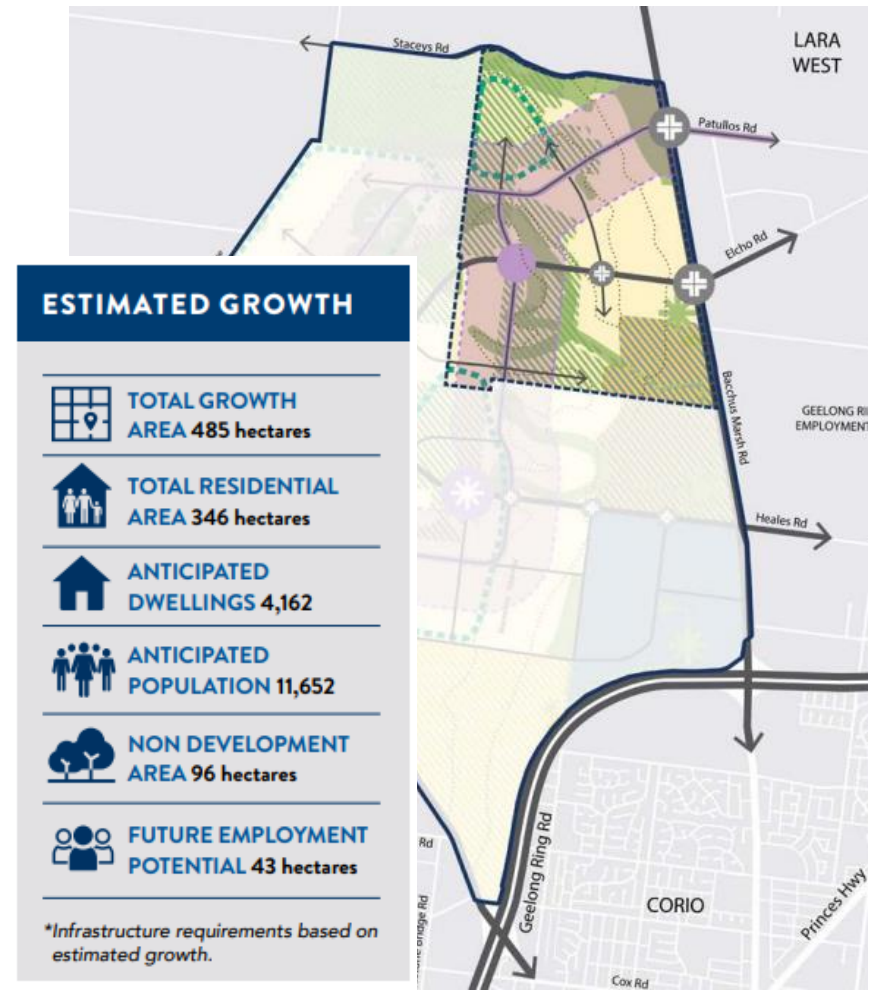 Staceys Rd
LARA
WEST
Patullos Rd
Elcho Rd
Bacchus Marsh Rd
GEELONG RI
EMPLOYMENT
Heales Rd
ESTIMATED GROWTH
TOTAL GROWTH
AREA 485 hectares
TOTAL RESIDENTIAL
AREA 346 hectares
ANTICIPATED
DWELLINGS 4,162
ANTICIPATED
POPULATION 11,652
NON DEVELOPMENT
AREA 96 hectares
FUTURE EMPLOYMENT
POTENTIAL 43 hectares
*Infrastructure requirements based on
estimated growth.
Rd
Bridge Rd
Geelong Ring Rd
CORIO
Princes Hwy
Cox Rd